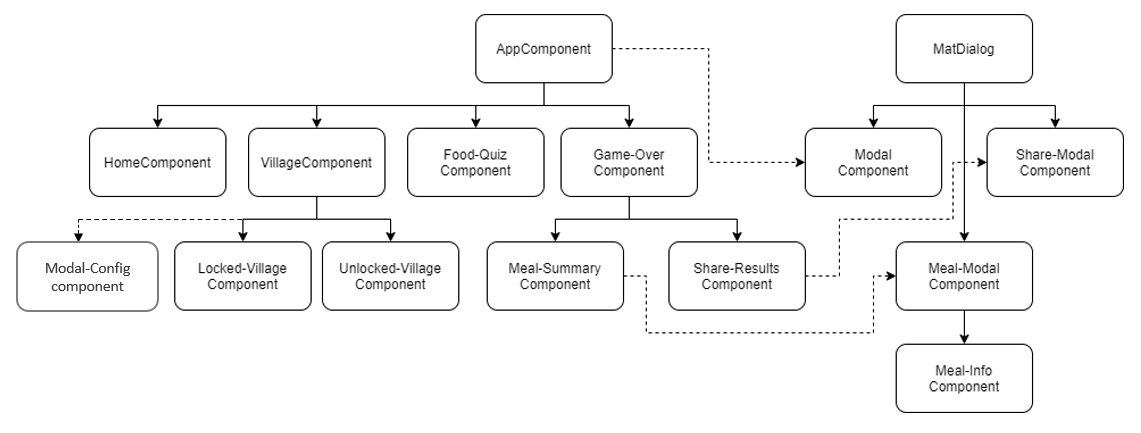 AppComponent
MatDialog
HomeComponent
VillageComponent
Food-Quiz
Component
Game-Over
Component
Modal
Component
Share-Modal
Component
Modal-Config
component
Locked-Village
Component
Unlocked-Village
Component
Meal-Summary
Component
Share-Results
Component
Meal-Modal
Component
Meal-Info
Component